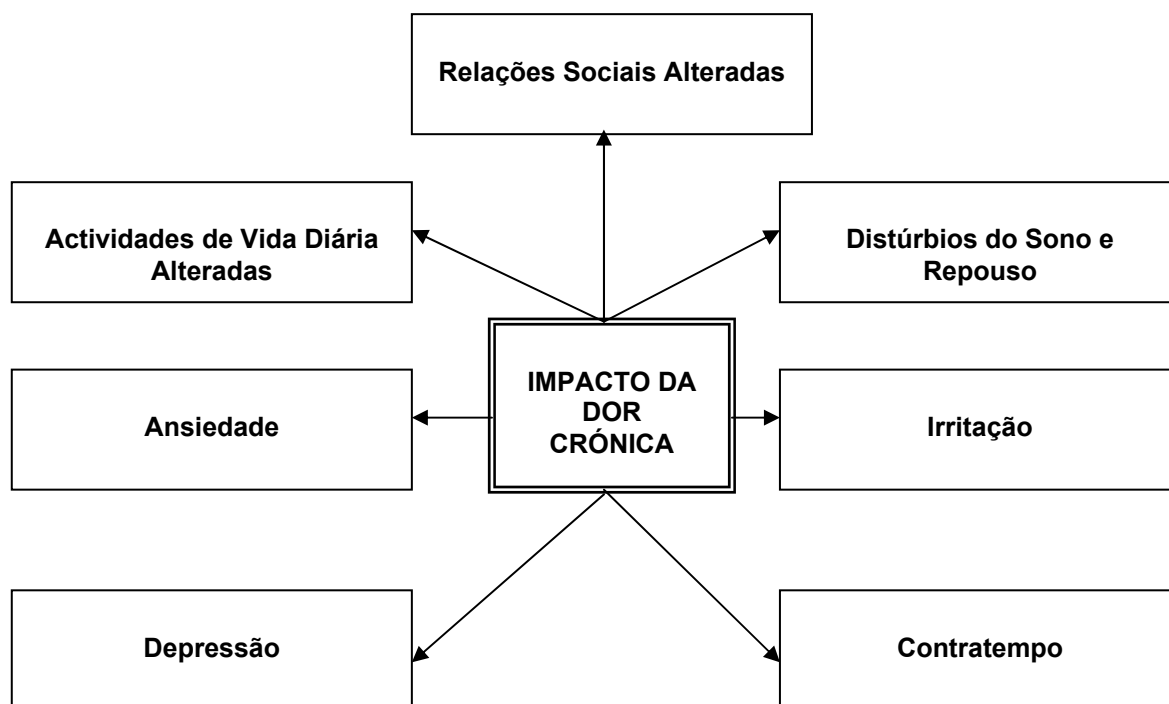 Relações Sociais Alteradas
Actividades de Vida Diária
Alteradas
Distúrbios do Sono e
Repouso
IMPACTO DA
DOR
CRÓNICA
Ansiedade
Irritação
Depressão
Contratempo